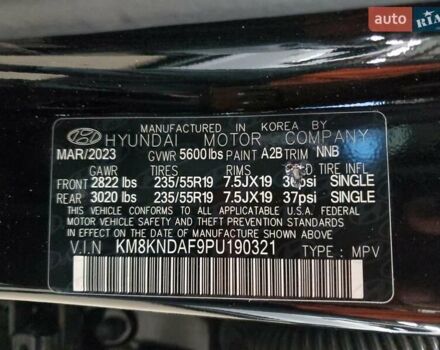 AUTO
RIA
MANUFACTURED IN KOREA BY
HYUNDAI MOTOR COMPANY
MAR/2023 GVWR 5600 lbs PAINT A2B TRIM NNB
GAWR TIRES RIMS COLD TIRE INFL
FRONT 2822 lbs 235/55R19 7.5JX19 psi SINGLE
REAR 3020 lbs 235/55R19 7.5JX19 37psi SINGLE
THIS VEHICLE CONFORMS TO ALL APPLICABLE U.S. FEDERAL
MOTOR VEHICLE SAFETY AND THEFT PREVENTION STANDARDS
IN EFFECT ON THE DATE OF MANUFACTURE SHOWN ABOVE.
V.I.N KM8KNDAF9PU190321 TYPE : MPV